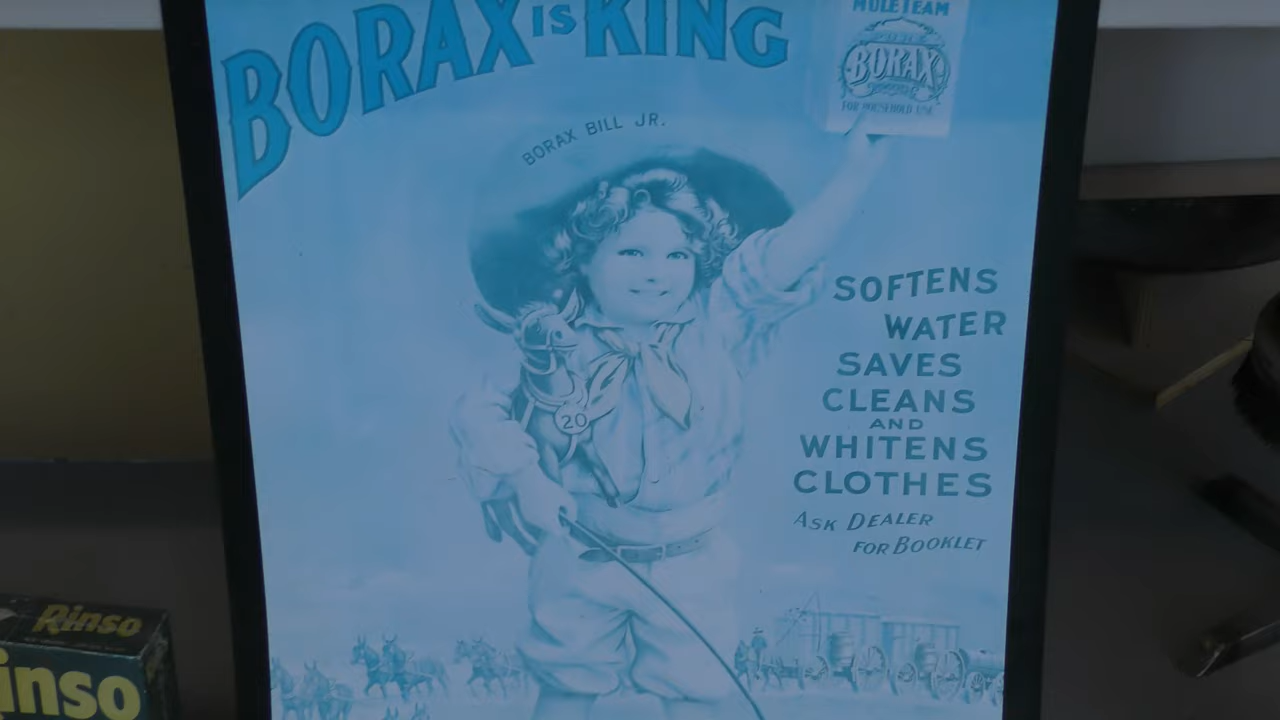 BORAX IS KING
MULE TEAM
BORAX
FOR HOUSEHOLD USE
BORAX BILL JR.
SOFTENS
WATER
SAVES
CLEANS
AND
WHITENS
CLOTHES
ASK DEALER
FOR BOOKLET
20
Rinso
inso